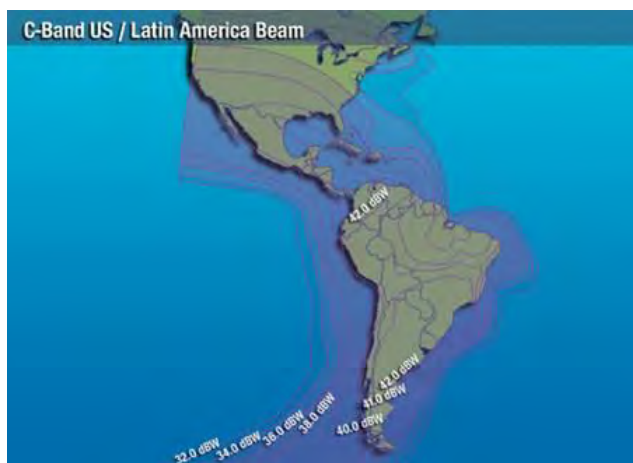 C-Band US / Latin America Beam
42.0 dBW
42.0 dBW
41.0 dBW
40.0 dBW
38.0 dBW
36.0 dBW
34.0 dBW
32.0 dBW